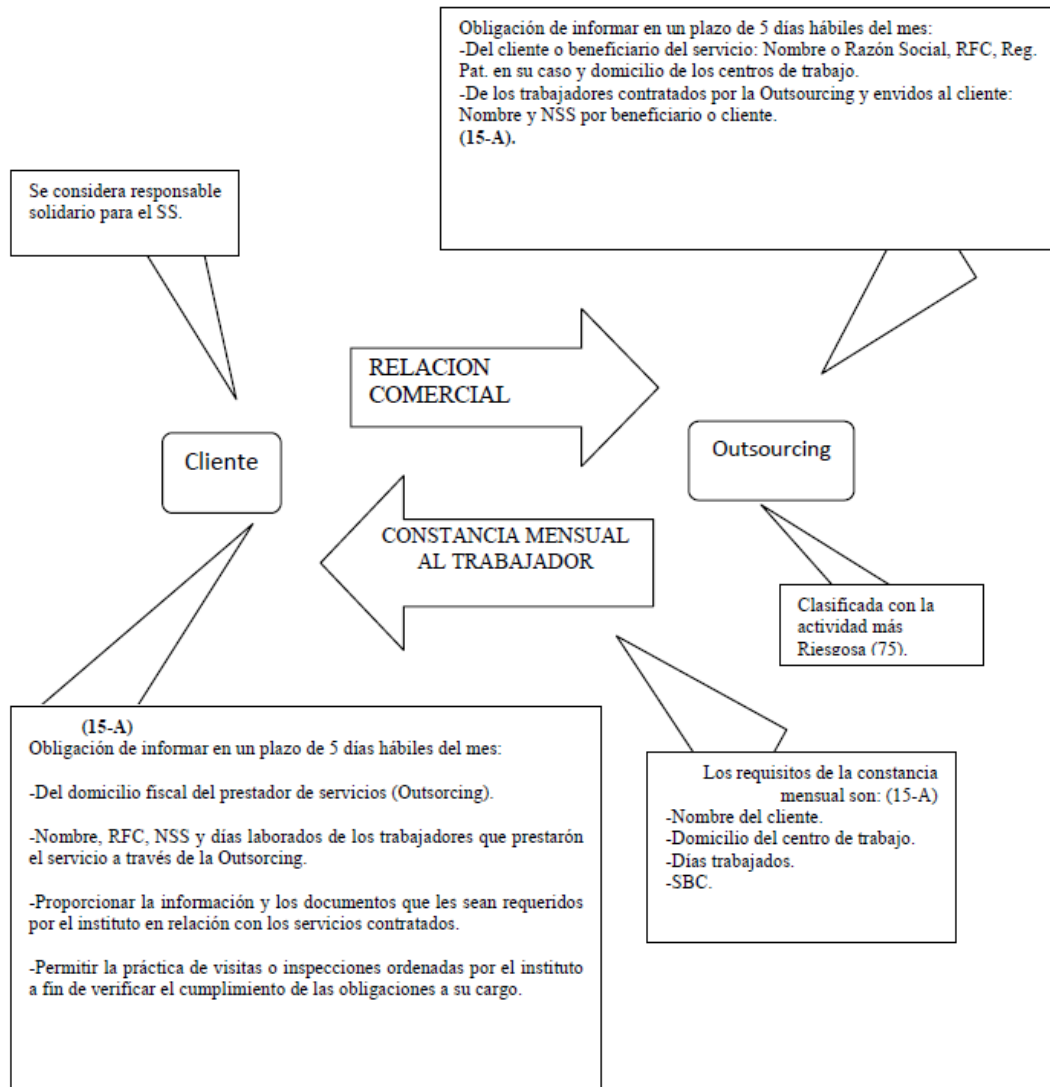 Obligación de informar en un plazo de 5 días hábiles del mes:
-Del cliente o beneficiario del servicio: Nombre o Razón Social, RFC, Reg.
Pat. en su caso y domicilio de los centros de trabajo.
-De los trabajadores contratados por la Outsourcing y envidos al cliente:
Nombre y NSS por beneficiario o cliente.
(15-A).
Se considera responsable
solidario para el SS.
RELACION
COMERCIAL
Cliente
Outsourcing
CONSTANCIA MENSUAL
AL TRABAJADOR
Clasificada con la
actividad más
Riesgosa (75).
(15-A)
Obligación de informar en un plazo de 5 días hábiles del mes:
-Del domicilio fiscal del prestador de servicios (Outsorcing).
-Nombre, RFC, NSS y días laborados de los trabajadores que prestarón
el servicio a través de la Outsorcing.
-Proporcionar la información y los documentos que les sean requeridos
por el instituto en relación con los servicios contratados.
-Permitir la práctica de visitas o inspecciones ordenadas por el instituto
a fín de verificar el cumplimiento de las obligaciones a su cargo.
Los requisitos de la constancia
mensual son: (15-A)
-Nombre del cliente.
-Domicilio del centro de trabajo.
-Días trabajados.
-SBC.